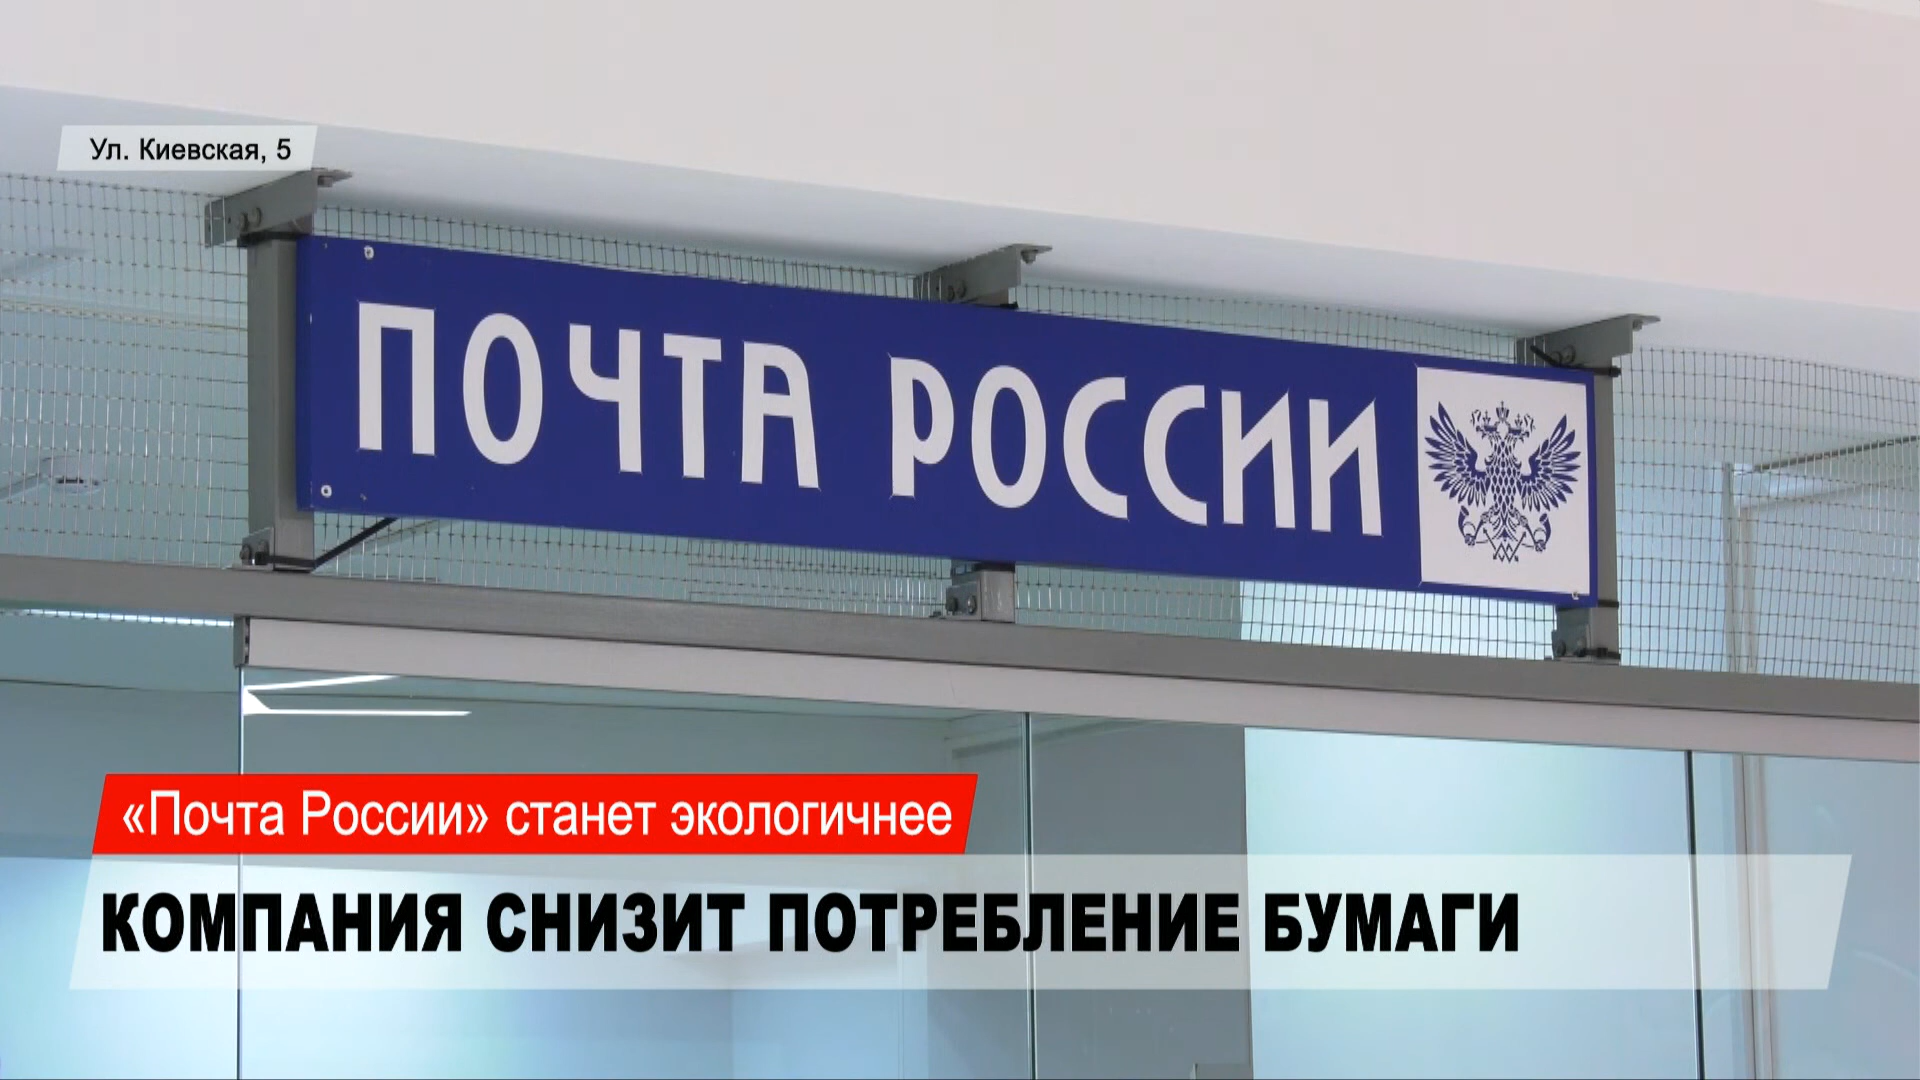 Ул. Киевская, 5
ПОЧТА РОССИИ
«Почта России» станет экологичнее
КОМПАНИЯ СНИЗИТ ПОТРЕБЛЕНИЕ БУМАГИ